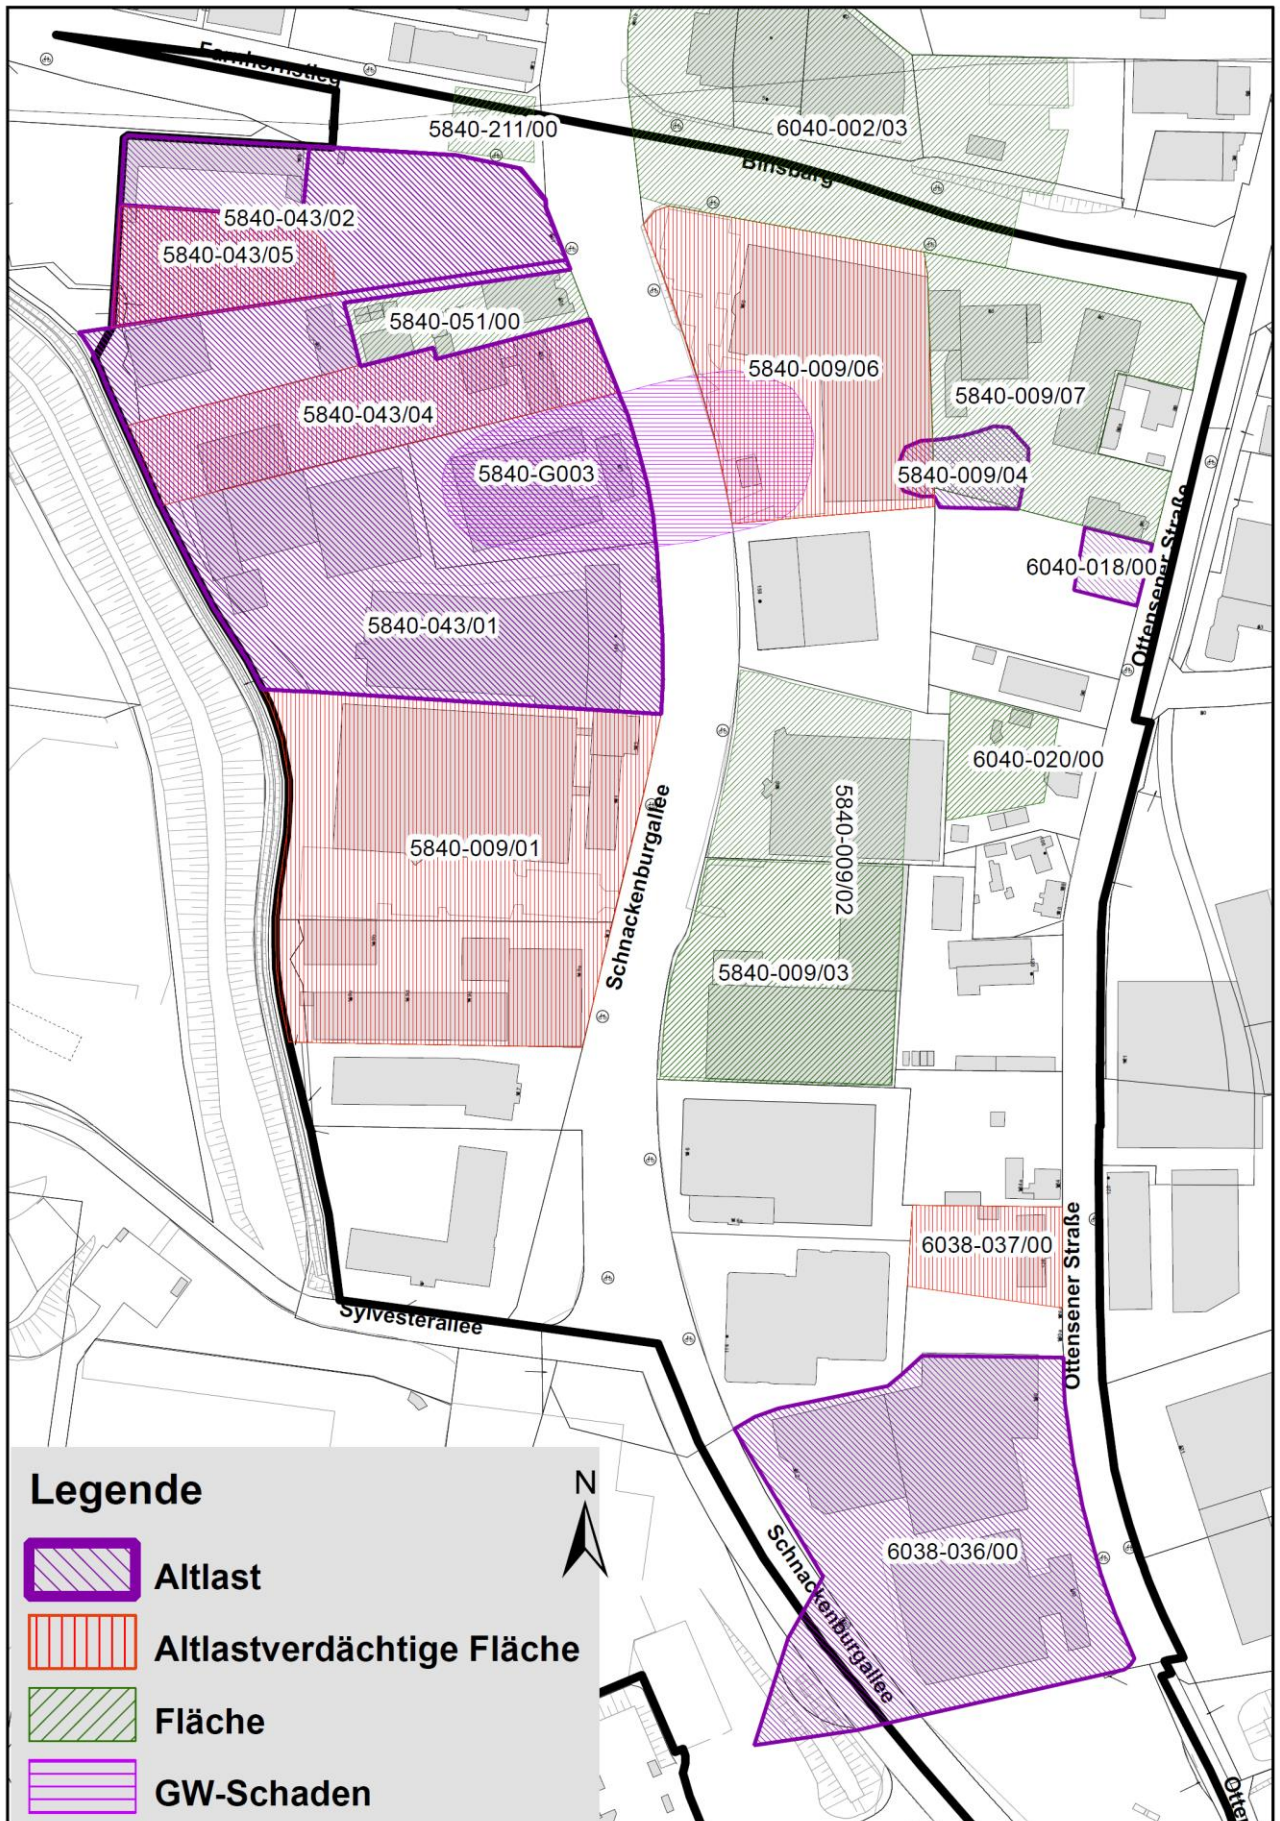 Farnhornstieg
5840-211/00
6040-002/03
Binsbarg
5840-043/02
5840-043/05
5840-051/00
5840-009/06
5840-009/07
5840-043/04
5840-G003
5840-009/04
6040-018/00
Ottensener Straße
5840-043/01
6040-020/00
5840-009/01
5840-009/02
Schnackenburgallee
5840-009/03
6038-037/00
Ottensener Straße
Sylvesterallee
6038-036/00
Schnackenburgallee
Legende
N
Altlast
Altlastverdächtige Fläche
Fläche
GW-Schaden